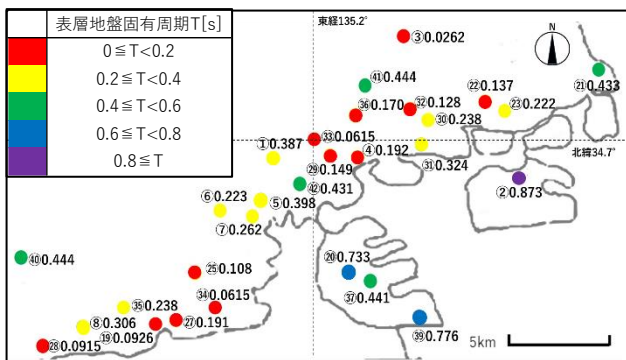 表層地盤固有周期T[s]
0≦T<0.2
0.2≦T<0.4
0.4≦T<0.6
0.6≦T<0.8
0.8≦T
東経135.2°
N
③0.0262
㊶0.444
㉒0.137
㉑0.433
㊱0.170
㉜0.128
㉓0.222
㉚0.238
①0.387
㉝0.0615
④0.192
㉛0.324
北緯34.7°
㉙0.149
㊷0.431
②0.873
⑥0.223
⑤0.398
⑦0.262
⑳0.733
㊵0.444
㉕0.108
㊲0.441
㉞0.0615
㉟0.238
⑧0.306
㉗0.191
⑲0.0926
㉘0.0915
㊴0.776
5km